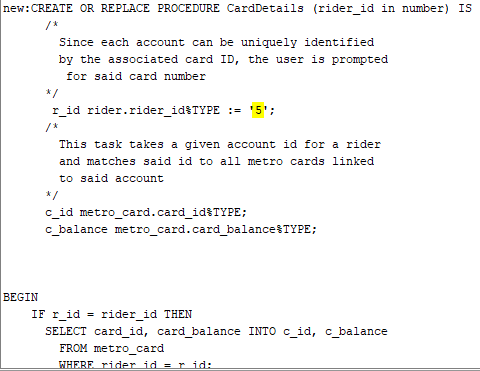 new:CREATE OR REPLACE PROCEDURE CardDetails (rider_id in number) IS
/*
Since each account can be uniquely identified
by the associated card ID, the user is prompted
for said card number
*/
r_id rider.rider_id%TYPE := '5';
/*
This task takes a given account id for a rider
and matches said id to all metro cards linked
to said account
*/
c_id metro_card.card_id%TYPE;
c_balance metro_card.card_balance%TYPE;
BEGIN
IF r_id = rider_id THEN
SELECT card_id, card_balance INTO c_id, c_balance
FROM metro_card
WHERE rider_id = r_id;